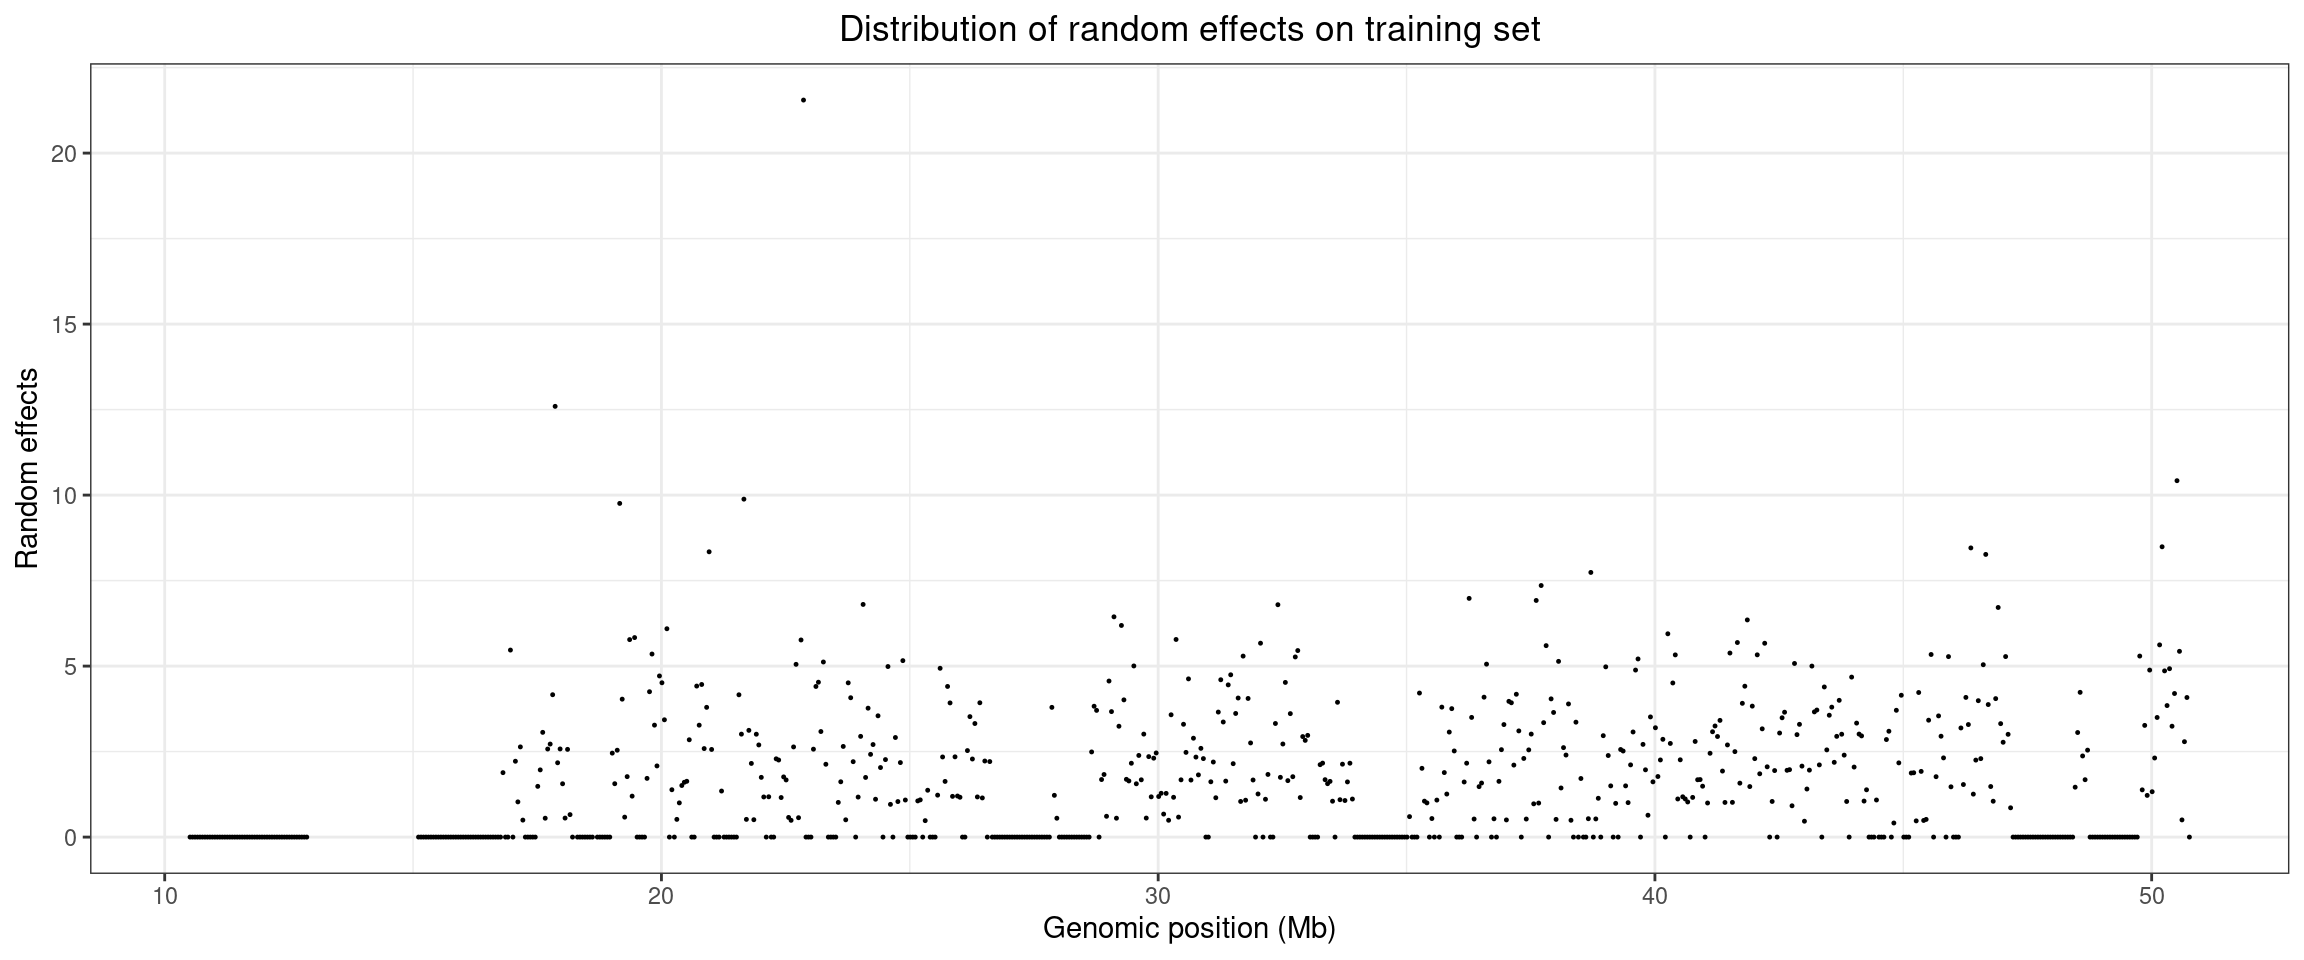 Distribution of random effects on training set
Random effects
20
15
10
5
0
10 20 30 40 50
Genomic position (Mb)